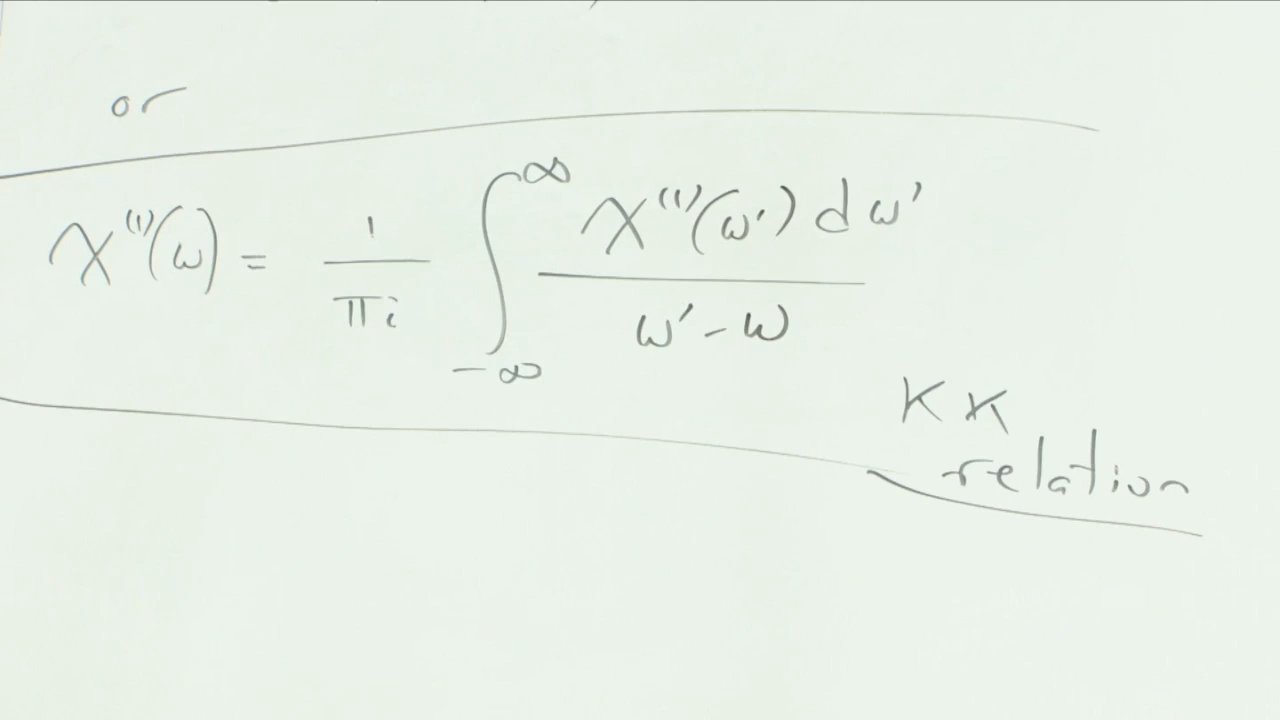 or
χ⁽¹⁾(ω) = 1/πi ∫_{-∞}^{∞} χ⁽¹⁾(ω') dω' / ω' - ω
KK
relation